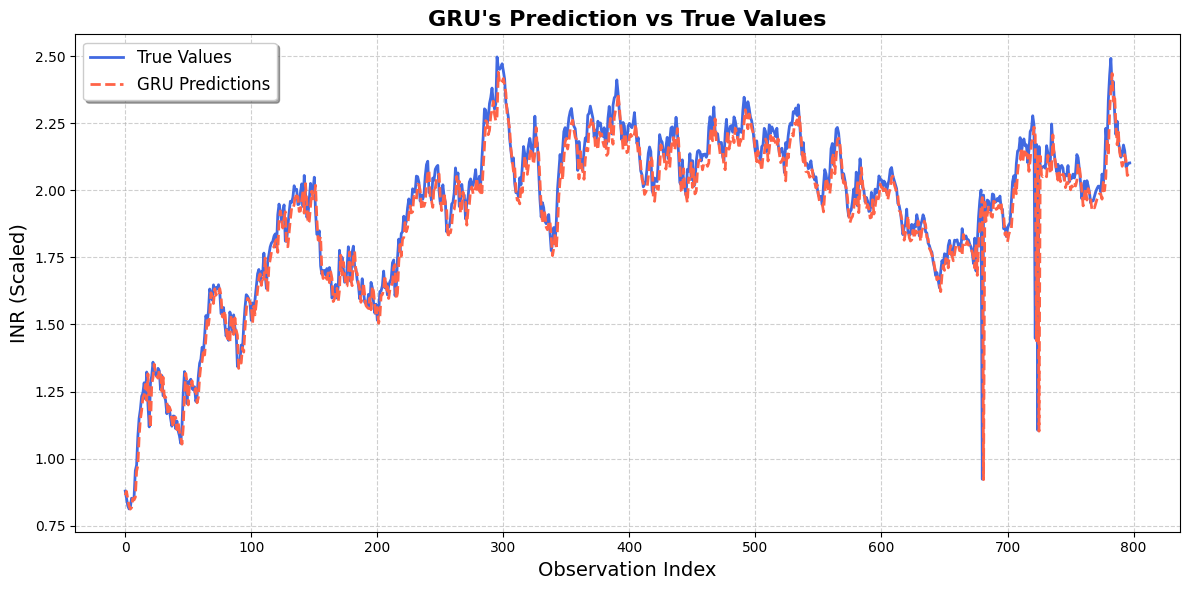 GRU's Prediction vs True Values
True Values
GRU Predictions
INR (Scaled)
2.50
2.25
2.00
1.75
1.50
1.25
1.00
0.75
0 100 200 300 400 500 600 700 800
Observation Index